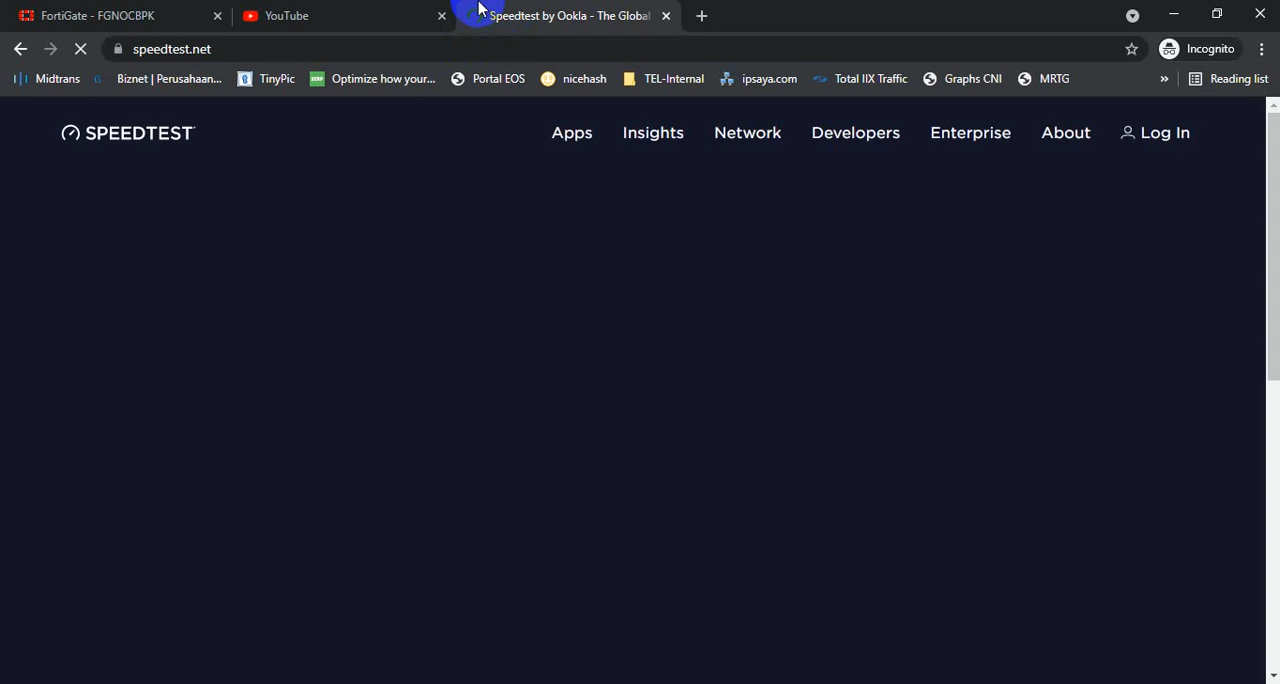 FortiGate - FGNOCBPK
YouTube
Speedtest by Ookla - The Global
speedtest.net
Incognito
Midtrans
Biznet | Perusahaan...
TinyPic
Optimize how your...
Portal EOS
nicehash
TEL-Internal
ipsaya.com
Total IIX Traffic
Graphs CNI
MRTG
»
Reading list
SPEEDTEST
Apps
Insights
Network
Developers
Enterprise
About
Log In